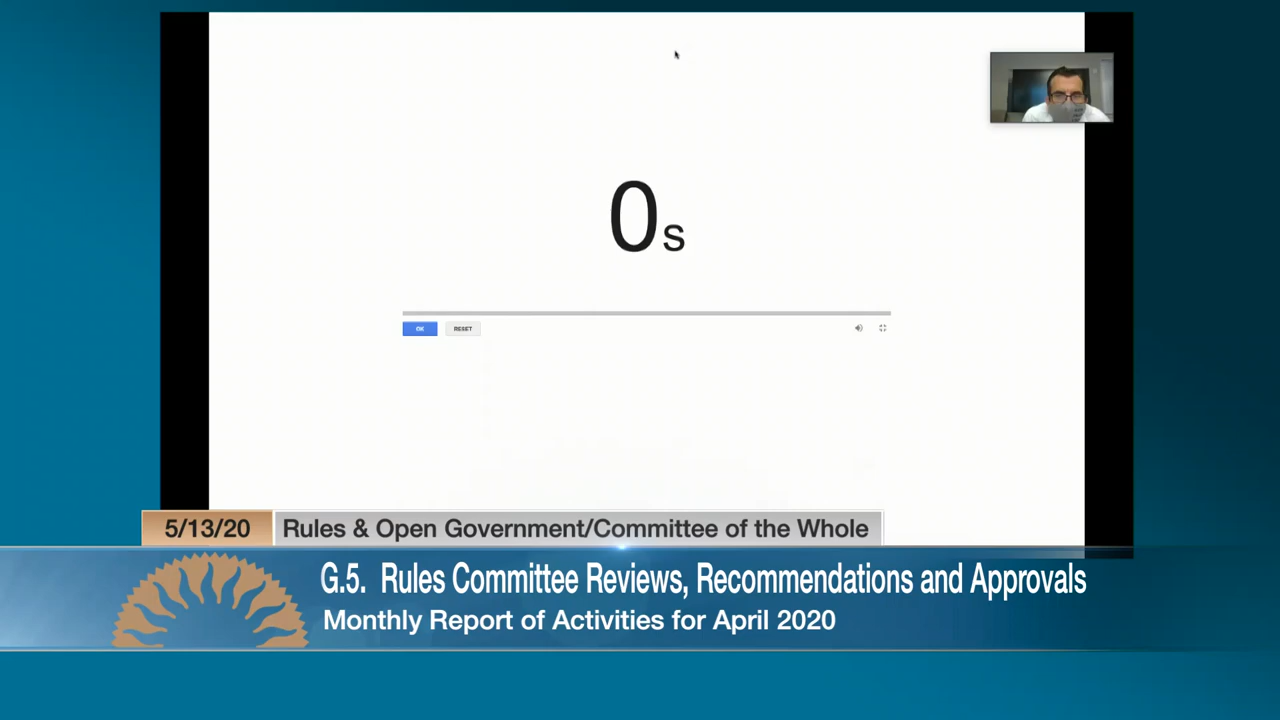 0s
OK
RESET
5/13/20
Rules & Open Government/Committee of the Whole
G.5. Rules Committee Reviews, Recommendations and Approvals
Monthly Report of Activities for April 2020